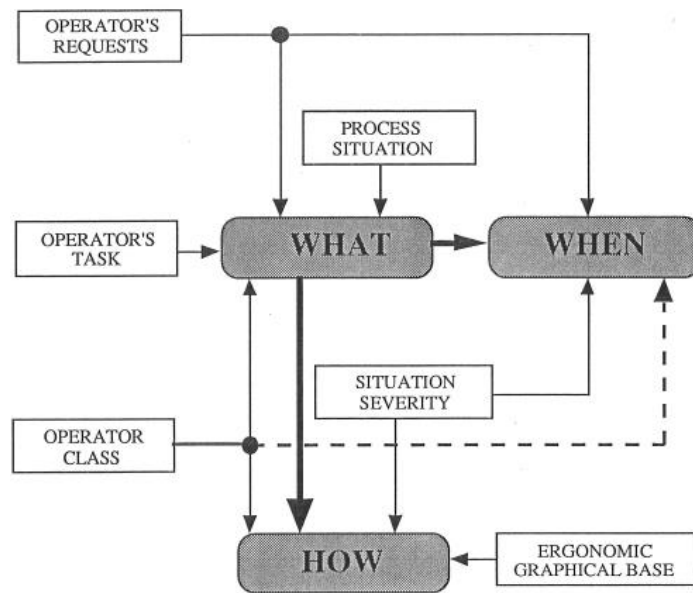 OPERATOR'S
REQUESTS
PROCESS
SITUATION
OPERATOR'S
TASK
WHAT
WHEN
SITUATION
SEVERITY
OPERATOR
CLASS
HOW
ERGONOMIC
GRAPHICAL BASE